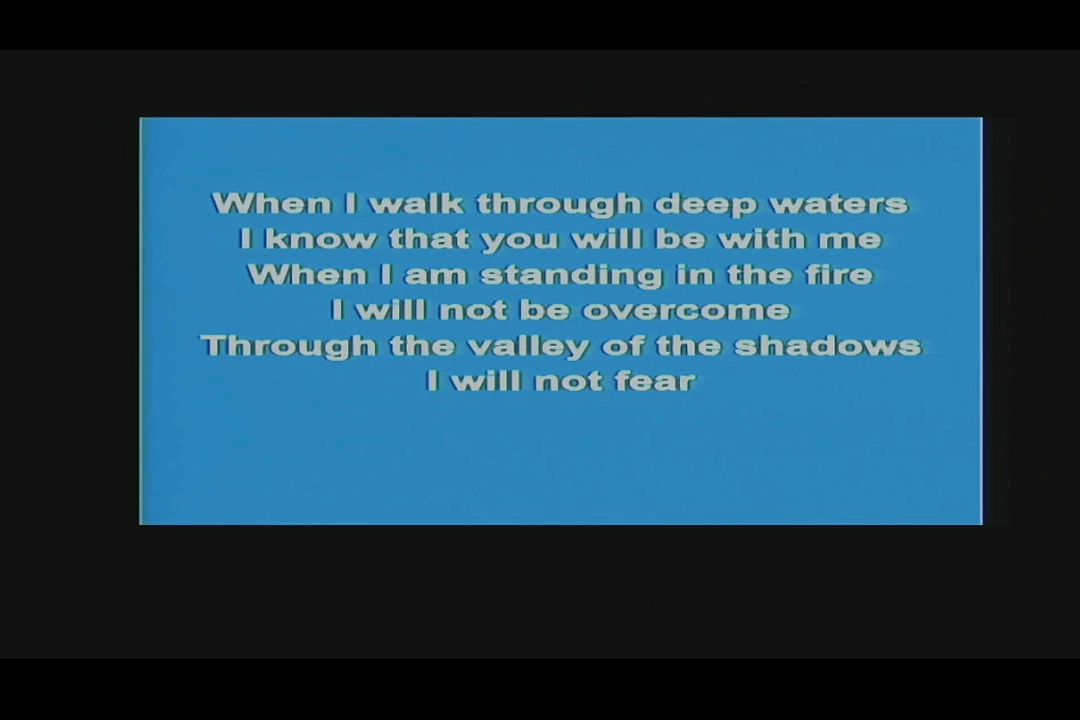 When I walk through deep waters
I know that you will be with me
When I am standing in the fire
I will not be overcome
Through the valley of the shadows
I will not fear